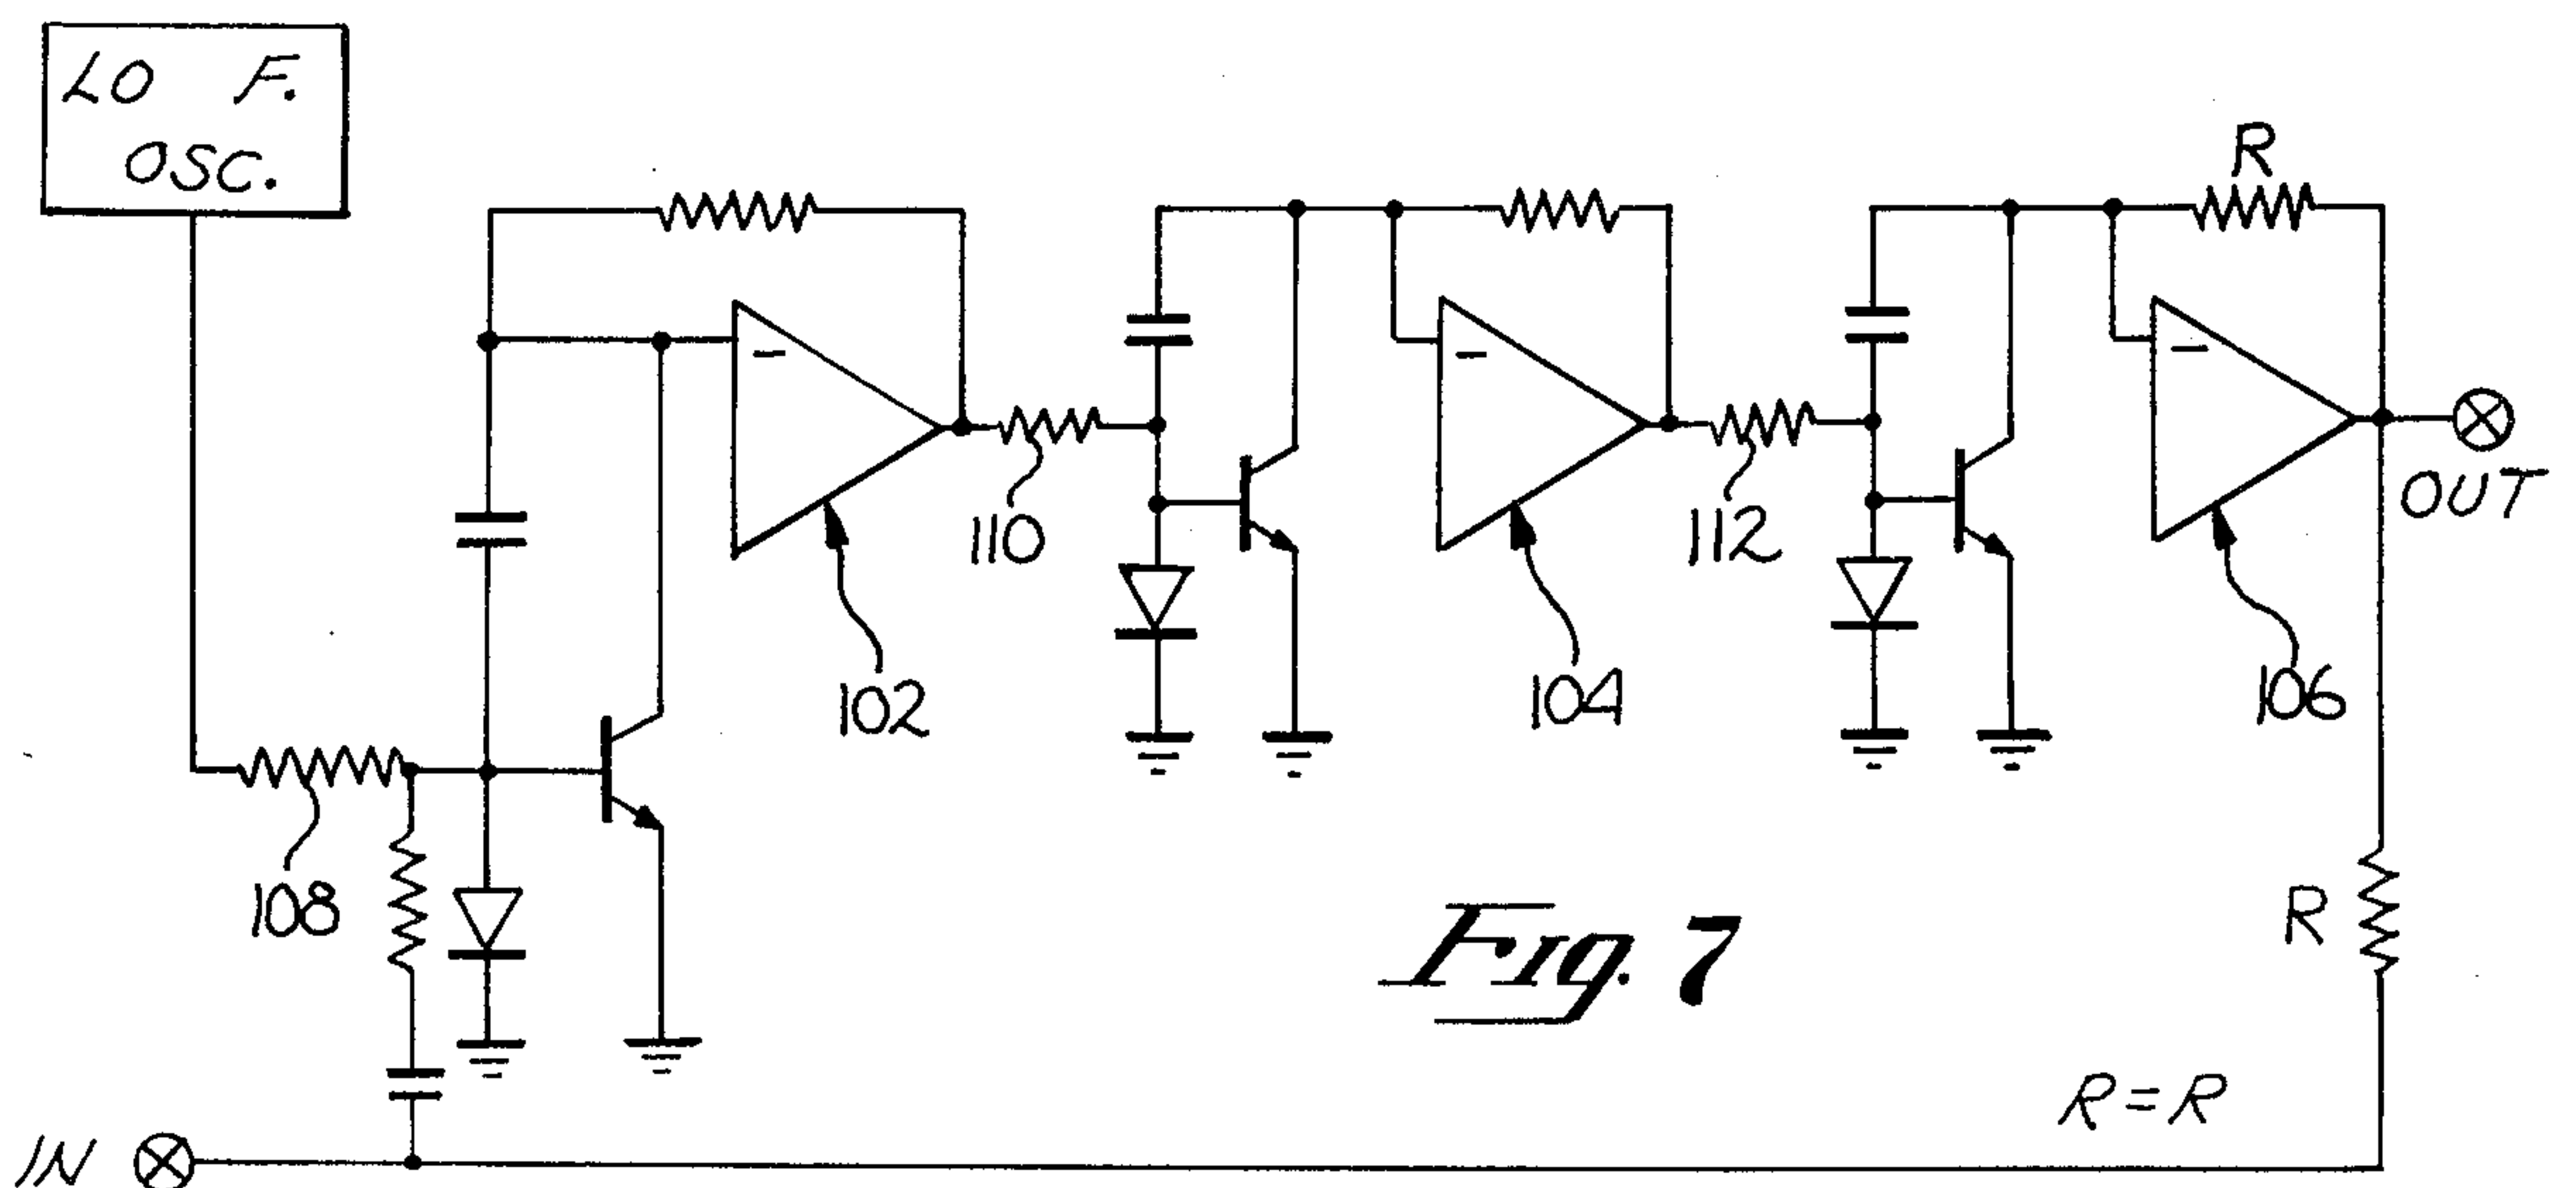 LO F.
OSC.
R
-
-
-
110
112
OUT
102
104
106
108
R
Fig. 7
R=R
IN